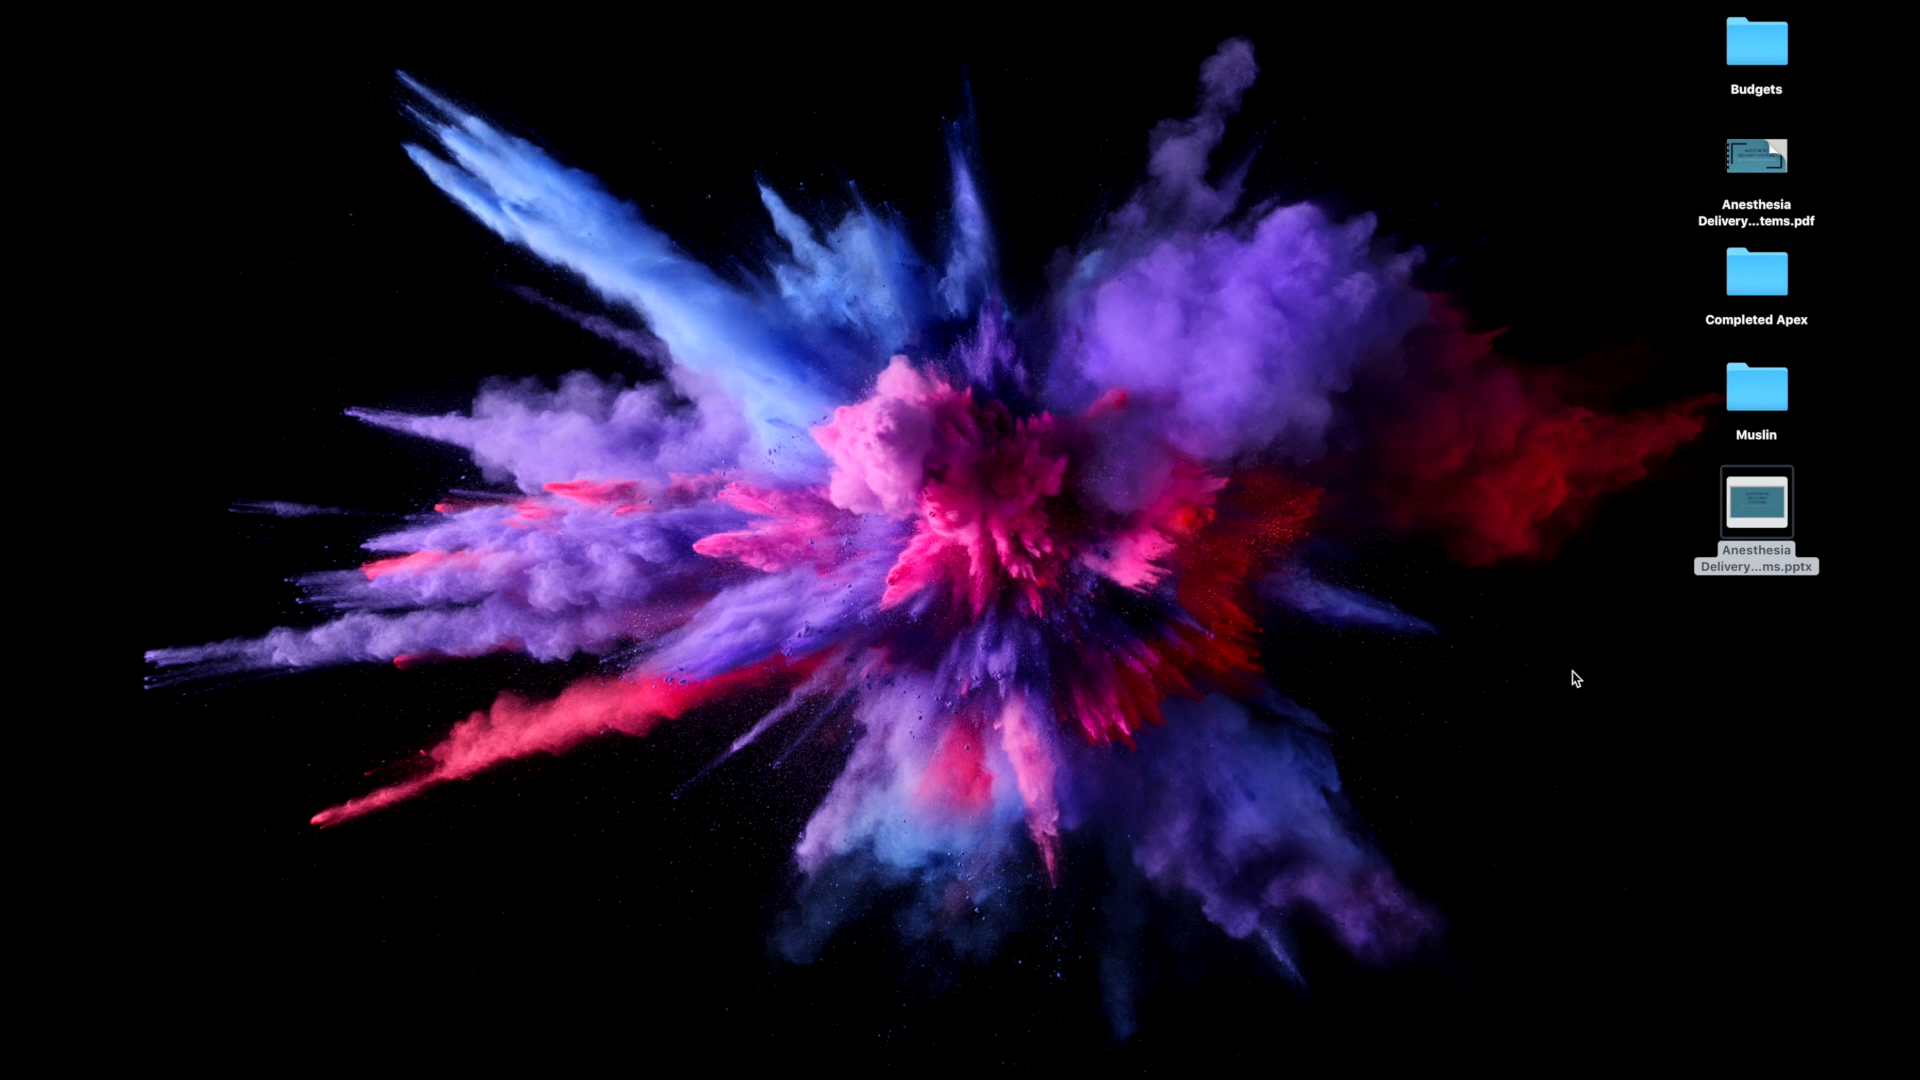 Budgets
Anesthesia
Delivery...tems.pdf
Completed Apex
Muslin
Anesthesia
Delivery...ms.pptx